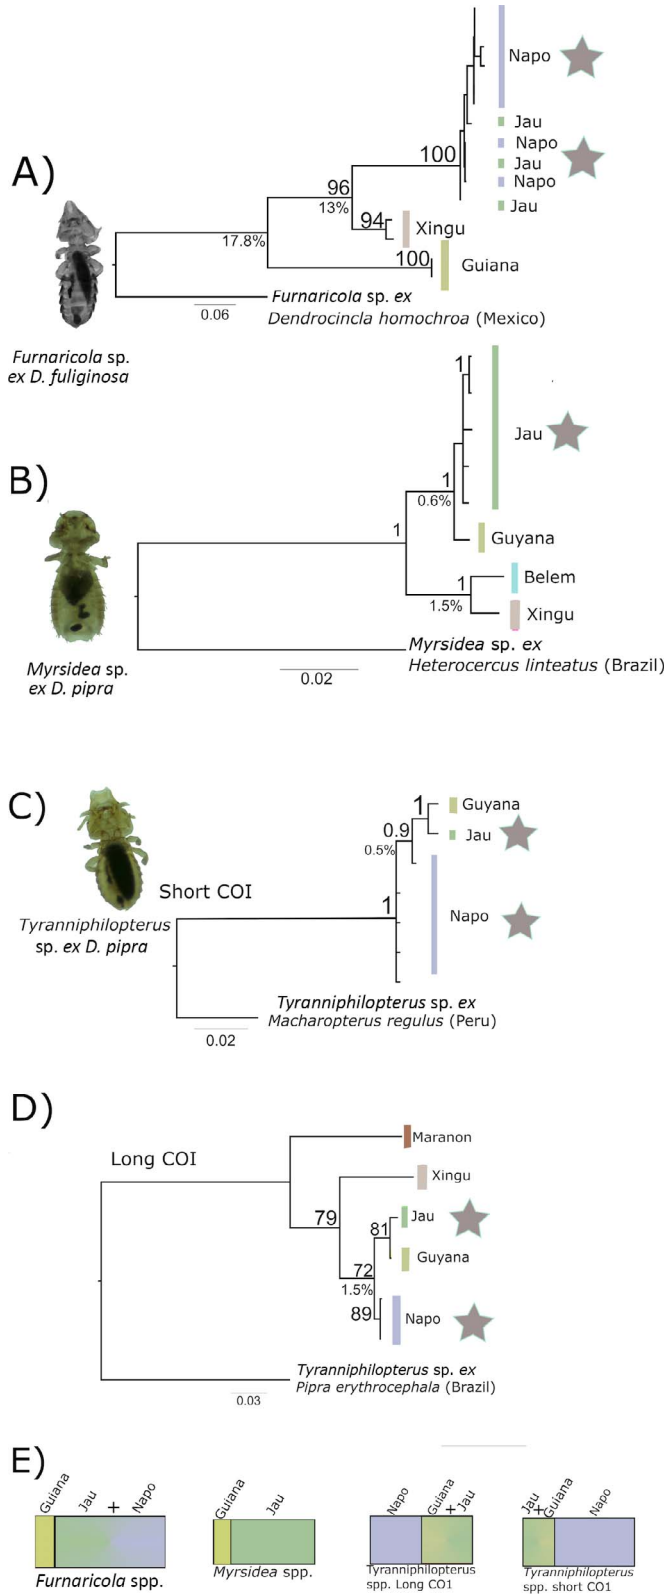 A)
Napo
Jau
Napo
100
Jau
Napo
96
Jau
13%
94
Xingu
17.8%
100
Guiana
Furnaricola sp. ex
0.06
Dendrocincla homochroa (Mexico)
Furnaricola sp.
ex D. fuliginosa
B)
1
Jau
1
0.6%
1
Guyana
1
Belem
1.5%
Xingu
Myrsidea sp. ex
Heterocercus linteatus (Brazil)
0.02
Myrsidea sp.
ex D. pipra
C)
1
Guyana
0.9
Jau
0.5%
Short COI
1
Napo
Tyranniphilopterus
sp. ex D. pipra
Tyranniphilopterus sp. ex
Macharopterus regulus (Peru)
0.02
D)
Maranon
Long COI
Xingu
79
Jau
81
Guyana
72
1.5%
89
Napo
Tyranniphilopterus sp. ex
Pipra erythrocephala (Brazil)
0.03
E)
Guiana
Jau + Napo
Furnaricola spp.
Guiana
Jau
Myrsidea spp.
Napo
Guiana + Jau
Tyranniphilopterus
spp. Long CO1
Jau + Guiana
Napo
Tyranniphilopterus
spp. short CO1